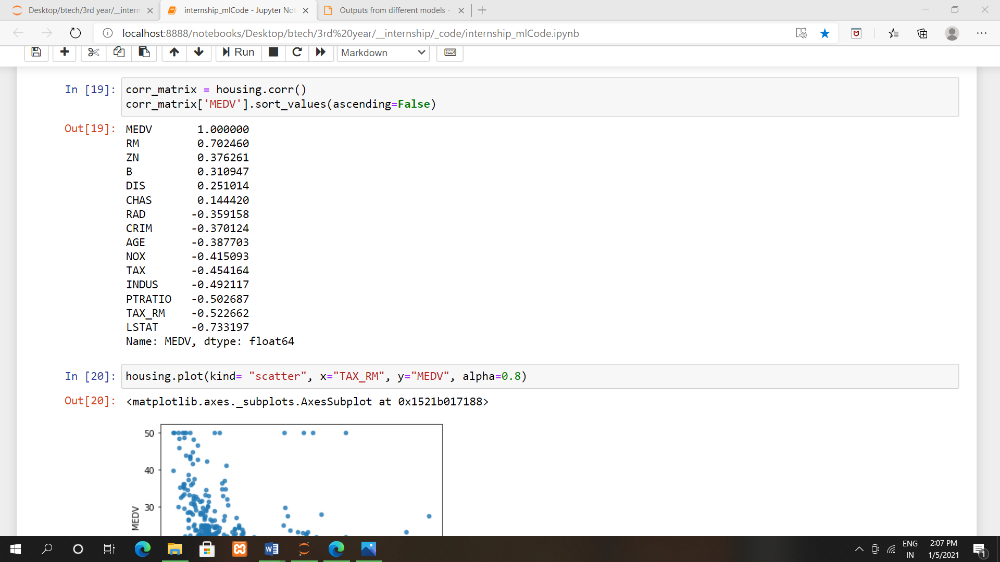 Desktop/btech/3rd year/__intern
internship_mlCode - Jupyter Not
Outputs from different models -
localhost:8888/notebooks/Desktop/btech/3rd%20year/__internship/_code/internship_mlCode.ipynb
Run
Markdown
In [19]: corr_matrix = housing.corr()
corr_matrix['MEDV'].sort_values(ascending=False)
Out[19]: MEDV 1.000000
RM 0.702460
ZN 0.376261
B 0.310947
DIS 0.251014
CHAS 0.144420
RAD -0.359158
CRIM -0.370124
AGE -0.387703
NOX -0.415093
TAX -0.454164
INDUS -0.492117
PTRATIO -0.502687
TAX_RM -0.522662
LSTAT -0.733197
Name: MEDV, dtype: float64
In [20]: housing.plot(kind= "scatter", x="TAX_RM", y="MEDV", alpha=0.8)
Out[20]: <matplotlib.axes._subplots.AxesSubplot at 0x1521b017188>
50
40
30
MEDV
ENG
IN
2:07 PM
1/5/2021
1